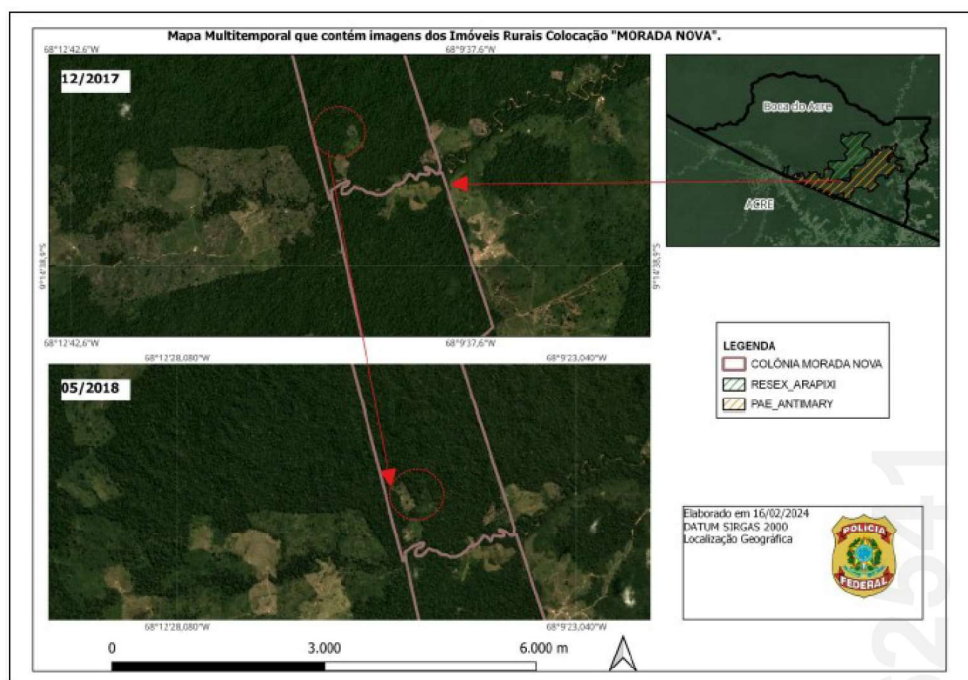 Mapa Multitemporal que contém imagens dos Imóveis Rurais Colocação "MORADA NOVA".
68°12'42,6"W 68°9'37,6"W
12/2017
9°14'38,9"S 9°14'38,9"S
68°12'42,6"W 68°9'37,6"W
68°12'28,080"W 68°9'23,040"W
05/2018
68°12'28,080"W 68°9'23,040"W
0 3.000 6.000 m
Boca do Acre
ACRE
LEGENDA
COLÔNIA MORADA NOVA
RESEX_ARAPIXI
PAE_ANTIMARY
Elaborado em 16/02/2024
DATUM SIRGAS 2000
Localização Geográfica
POLICIA
FEDERAL